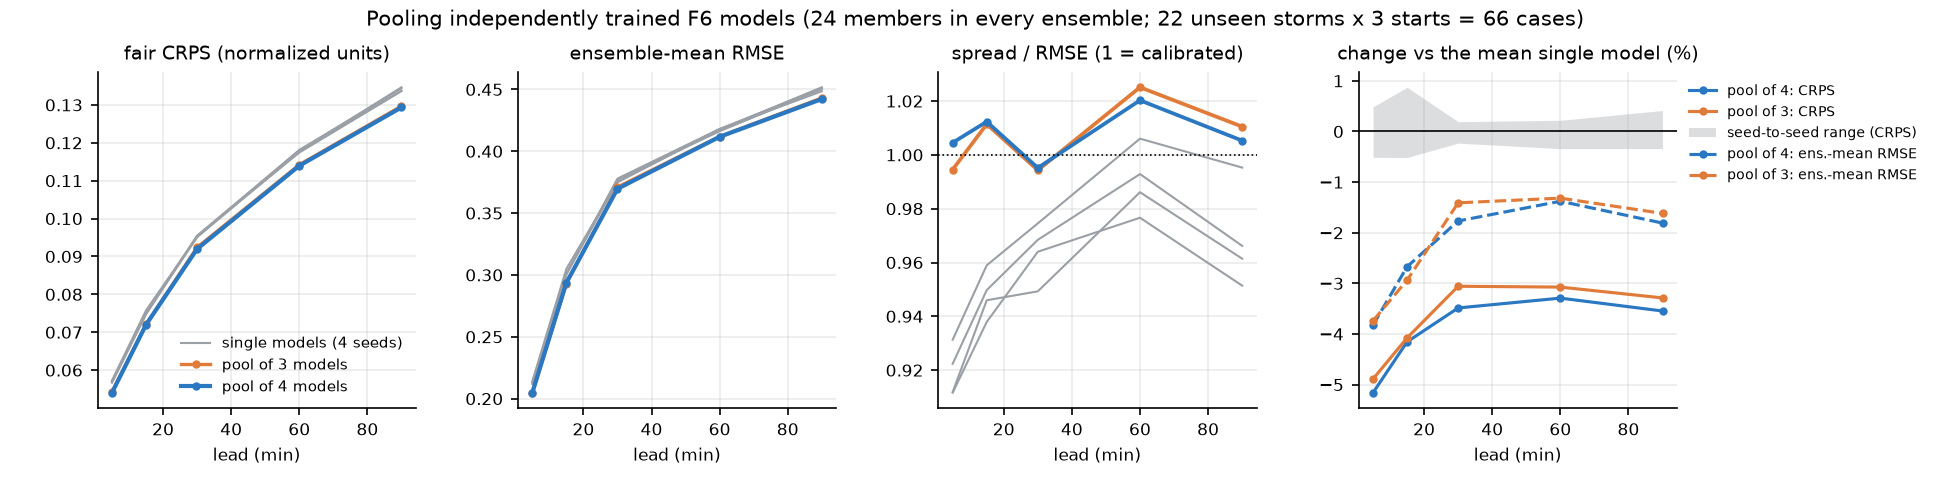 Pooling independently trained F6 models (24 members in every ensemble; 22 unseen storms x 3 starts = 66 cases)
fair CRPS (normalized units)
0.13
0.12
0.11
0.10
0.09
0.08
0.07
0.06
single models (4 seeds)
pool of 3 models
pool of 4 models
20 40 60 80
lead (min)
ensemble-mean RMSE
0.45
0.40
0.35
0.30
0.25
0.20
20 40 60 80
lead (min)
spread / RMSE (1 = calibrated)
1.02
1.00
0.98
0.96
0.94
0.92
20 40 60 80
lead (min)
change vs the mean single model (%)
1
0
−1
−2
−3
−4
−5
20 40 60 80
lead (min)
pool of 4: CRPS
pool of 3: CRPS
seed-to-seed range (CRPS)
pool of 4: ens.-mean RMSE
pool of 3: ens.-mean RMSE